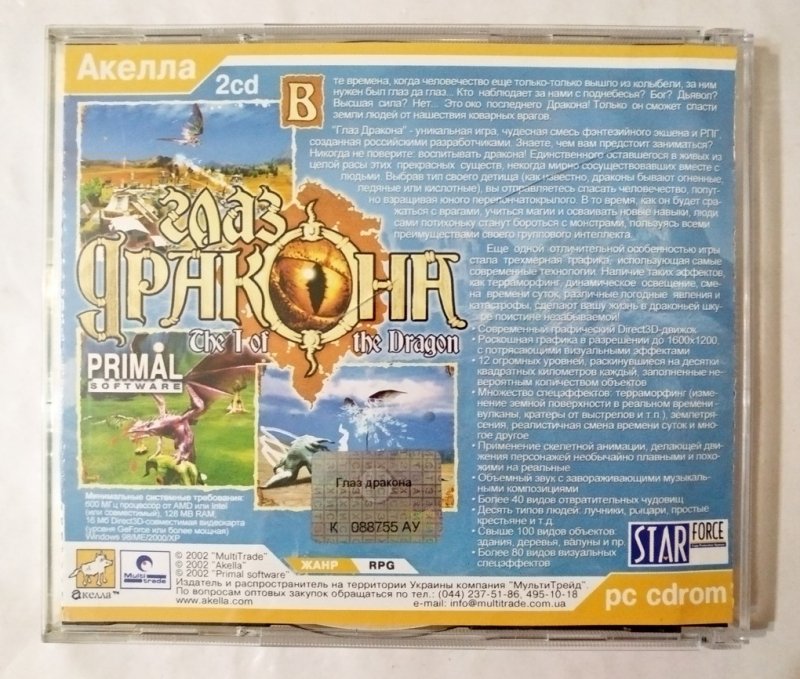 Акелла
2cd
В те времена, когда человечество еще только-только вышло из колыбели, за ним
нужен был глаз да глаз... Кто наблюдает за нами с поднебесья? Бог? Дьявол?
Высшая сила? Нет... Это око последнего Дракона! Только он сможет спасти
земли людей от нашествия коварных врагов.
"Глаз Дракона" - уникальная игра, чудесная смесь фэнтезийного экшена и РПГ,
созданная российскими разработчиками. Знаете, чем вам предстоит заниматься?
Никогда не поверите: воспитывать дракона! Единственного оставшегося в живых из
целой расы этих прекрасных существ, некогда мирно сосуществовавших вместе с
людьми. Выбрав тип своего детища (как известно, драконы бывают огненные,
ледяные или кислотные), вы отправляетесь спасать человечество, попут-
но взращивая юного перепончатокрылого. В то время, как он будет сра-
жаться с врагами, учиться магии и осваивать новые навыки, люди
сами потихоньку станут бороться с монстрами, пользуясь всеми
преимуществами своего группового интеллекта.
Еще одной отличительной особенностью игры
стала трехмерная графика, использующая самые
современные технологии. Наличие таких эффектов,
как терраморфинг, динамическое освещение, сме-
на времени суток, различные погодные явления и
катастрофы, сделают вашу жизнь в драконьей шку-
ре поистине незабываемой!
• Современный графический Direct3D-движок
• Роскошная графика в разрешении до 1600x1200,
с потрясающими визуальными эффектами
• 12 огромных уровней, раскинувшиеся на десятки
квадратных километров каждый, заполненные не-
вероятным количеством объектов
• Множество спецэффектов: терраморфинг (изме-
нение земной поверхности в реальном времени -
вулканы, кратеры от выстрелов и т.п.), землетря-
сения, реалистичная смена времени суток и мно-
гое другое
• Применение скелетной анимации, делающей дви-
жения персонажей необычайно плавными и похо-
жими на реальные
• Объемный звук с завораживающими музыкаль-
ными композициями
• Более 40 видов отвратительных чудовищ
• Десять типов людей: лучники, рыцари, простые
крестьяне и т.д.
• Свыше 100 видов объектов:
здания, деревья, валуны и пр.
• Более 80 видов визуальных
спецэффектов
глаз
Дракона
The I of the Dragon
PRIMAL
SOFTWARE
Глаз дракона
К 088755 АУ
Минимальные системные требования:
600 МГц процессор от AMD или Intel
(или совместимый), 128 MB RAM,
16 Мб Direct3D-совместимая видеокарта
(уровня GeForce или более мощная)
Windows 98/ME/2000/XP
STAR FORCE
акелла™
Multi
trade
© 2002 "MultiTrade"
© 2002 "Akella"
© 2002 "Primal software"
ЖАНР RPG
Издатель и распространитель на территории Украины компания "МультиТрейд".
По вопросам оптовых закупок обращаться по тел.: (044) 237-51-86, 495-10-18
www.akella.com e-mail: info@multitrade.com.ua
pc cdrom